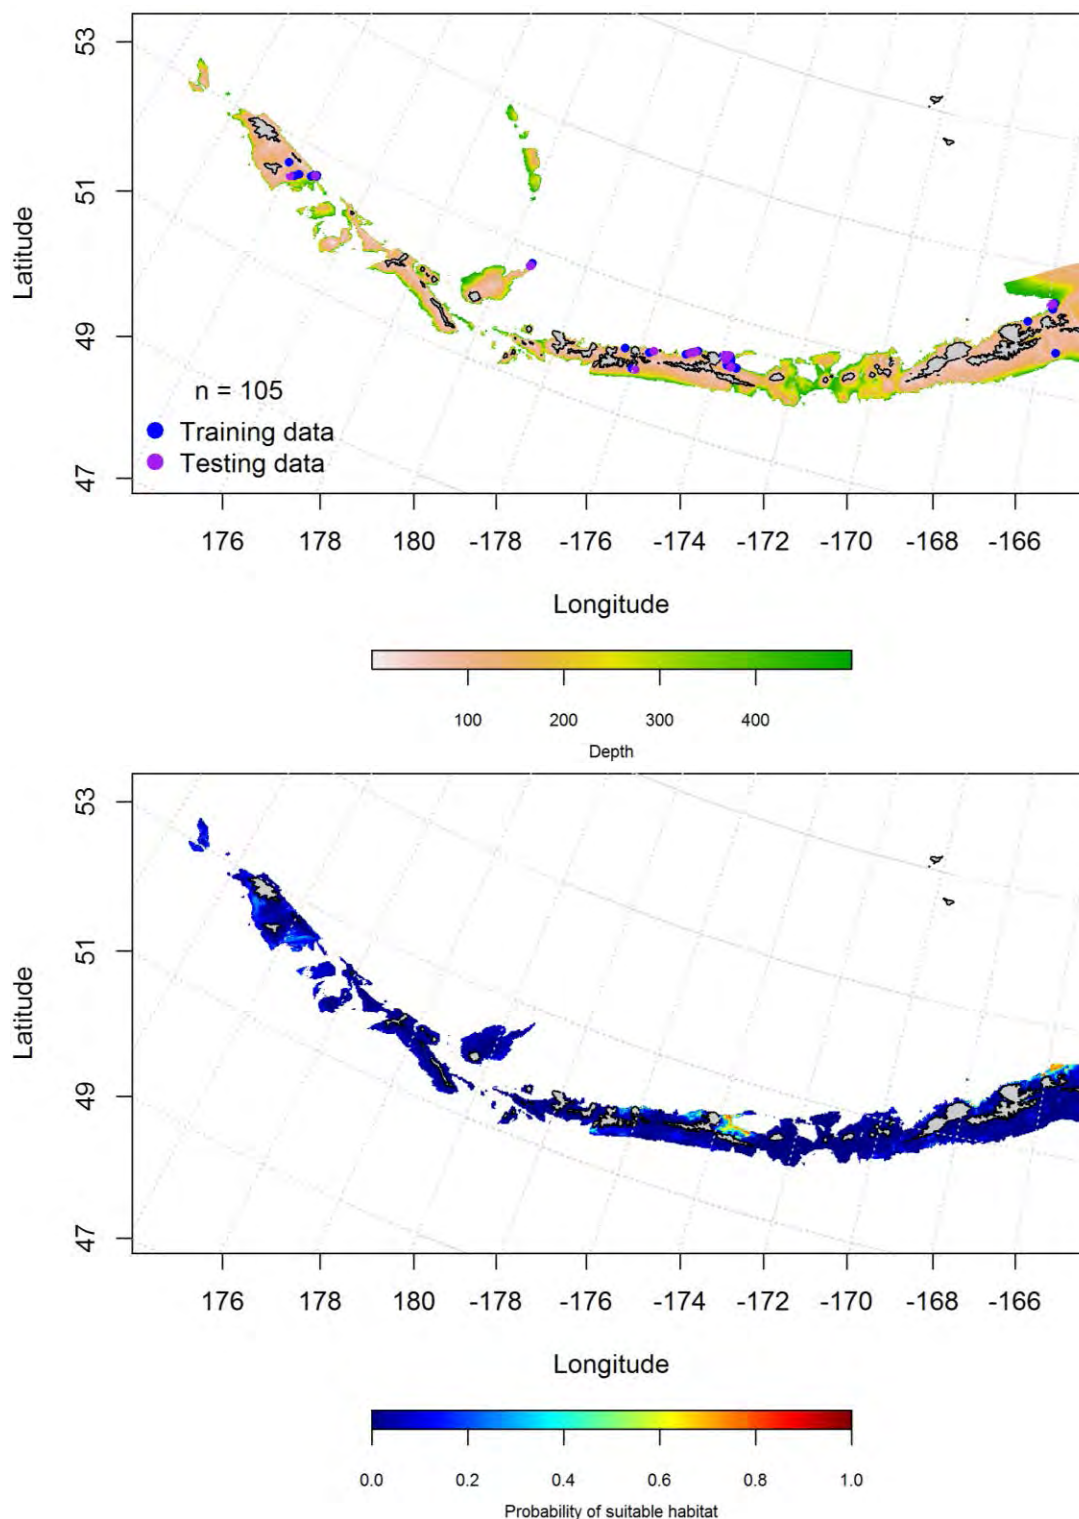 53
51
49
47
Latitude
n = 105
Training data
Testing data
176 178 180 -178 -176 -174 -172 -170 -168 -166
Longitude
100 200 300 400
Depth
53
51
49
47
Latitude
176 178 180 -178 -176 -174 -172 -170 -168 -166
Longitude
0.0 0.2 0.4 0.6 0.8 1.0
Probability of suitable habitat